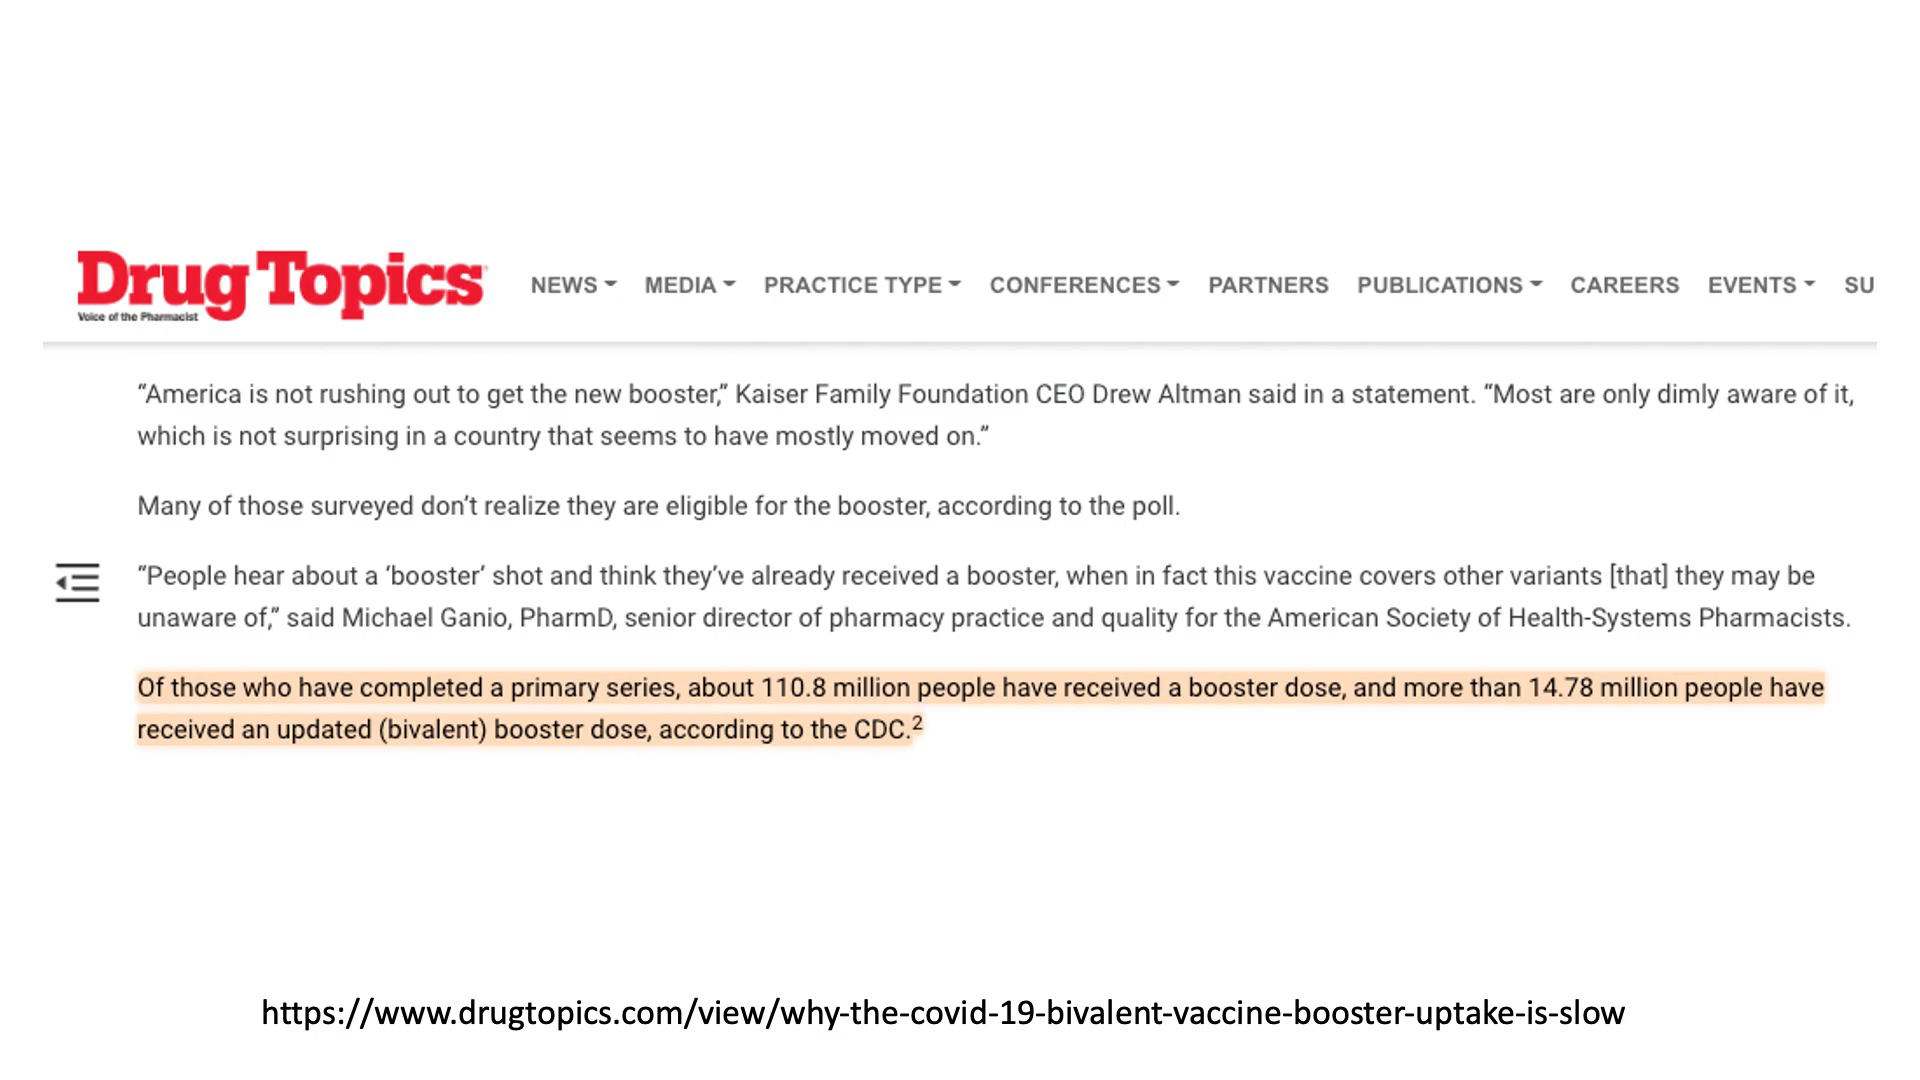 Drug Topics
Voice of the Pharmacist
NEWS MEDIA PRACTICE TYPE CONFERENCES PARTNERS PUBLICATIONS CAREERS EVENTS SU
“America is not rushing out to get the new booster,” Kaiser Family Foundation CEO Drew Altman said in a statement. “Most are only dimly aware of it,
which is not surprising in a country that seems to have mostly moved on.”
Many of those surveyed don’t realize they are eligible for the booster, according to the poll.
“People hear about a ‘booster’ shot and think they’ve already received a booster, when in fact this vaccine covers other variants [that] they may be
unaware of,” said Michael Ganio, PharmD, senior director of pharmacy practice and quality for the American Society of Health-Systems Pharmacists.
Of those who have completed a primary series, about 110.8 million people have received a booster dose, and more than 14.78 million people have
received an updated (bivalent) booster dose, according to the CDC.2
https://www.drugtopics.com/view/why-the-covid-19-bivalent-vaccine-booster-uptake-is-slow